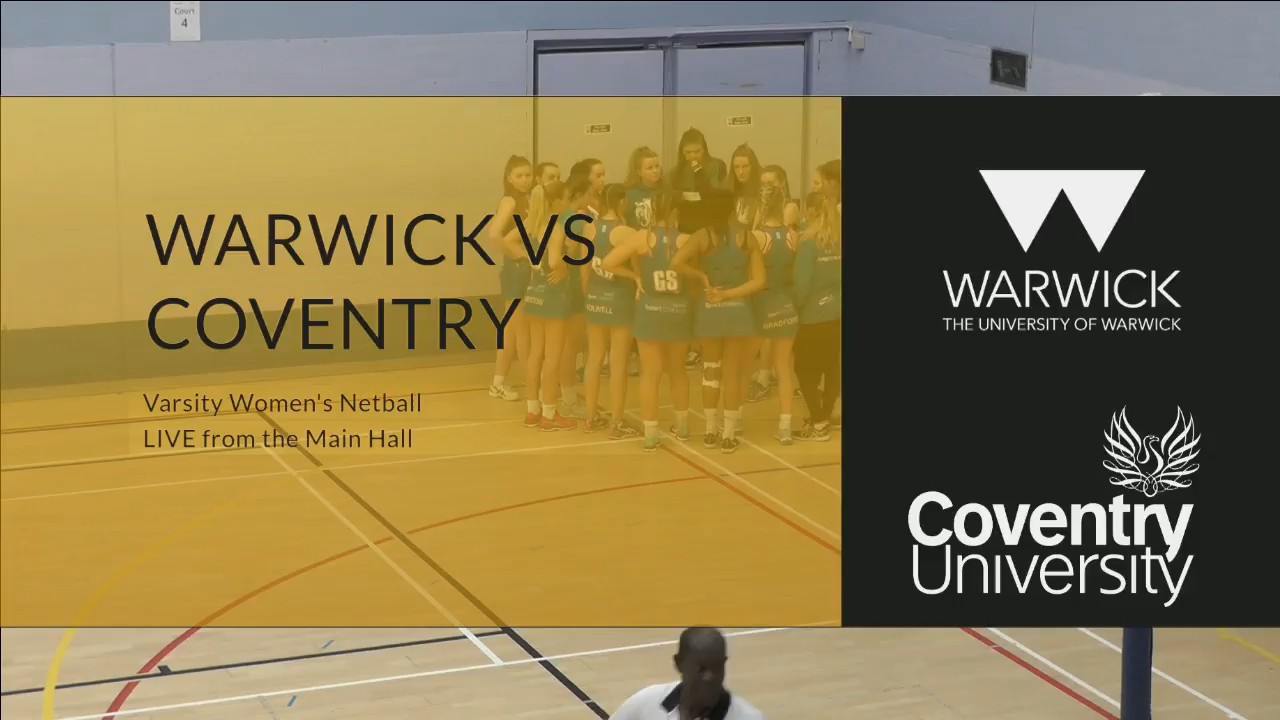 Court
4
WARWICK VS
COVENTRY
Varsity Women's Netball
LIVE from the Main Hall
GS
BRADFORD
WARWICK
THE UNIVERSITY OF WARWICK
Coventry
University